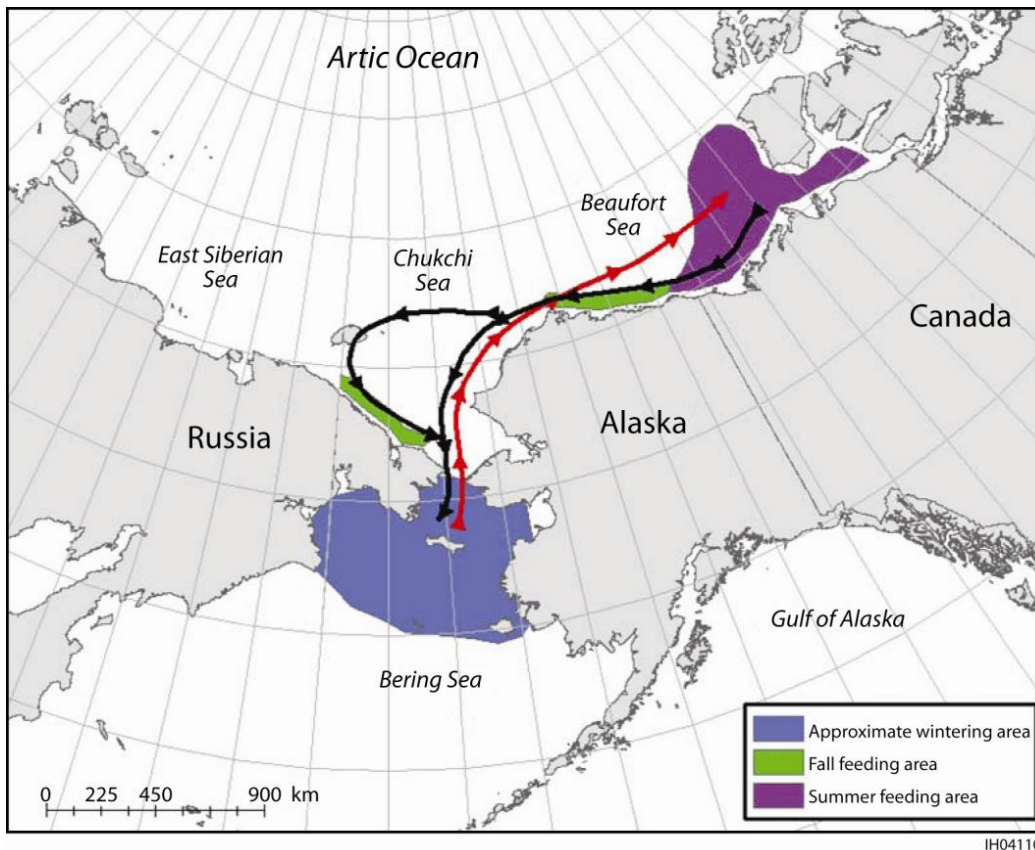 Artic Ocean
Beaufort
Sea
East Siberian
Sea
Chukchi
Sea
Canada
Russia
Alaska
Gulf of Alaska
Bering Sea
Approximate wintering area
Fall feeding area
Summer feeding area
0 225 450 900 km
IH04116